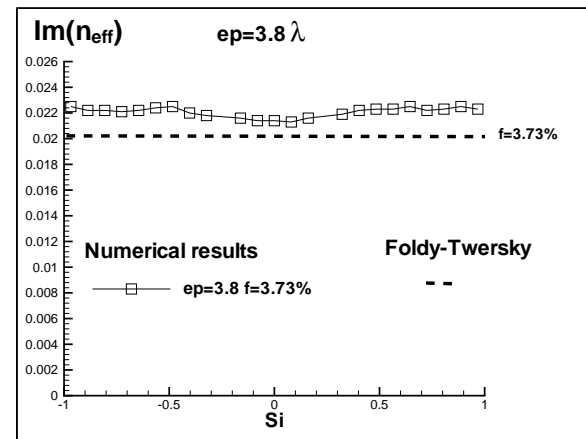 Im(neff) ep=3.8 λ
0.026
0.024
0.022
0.02
f=3.73%
0.018
0.016
0.014
0.012
Numerical results
Foldy-Twersky
0.01
0.008
ep=3.8 f=3.73%
0.006
0.004
0.002
0
-1 -0.5 0 0.5 1
Si